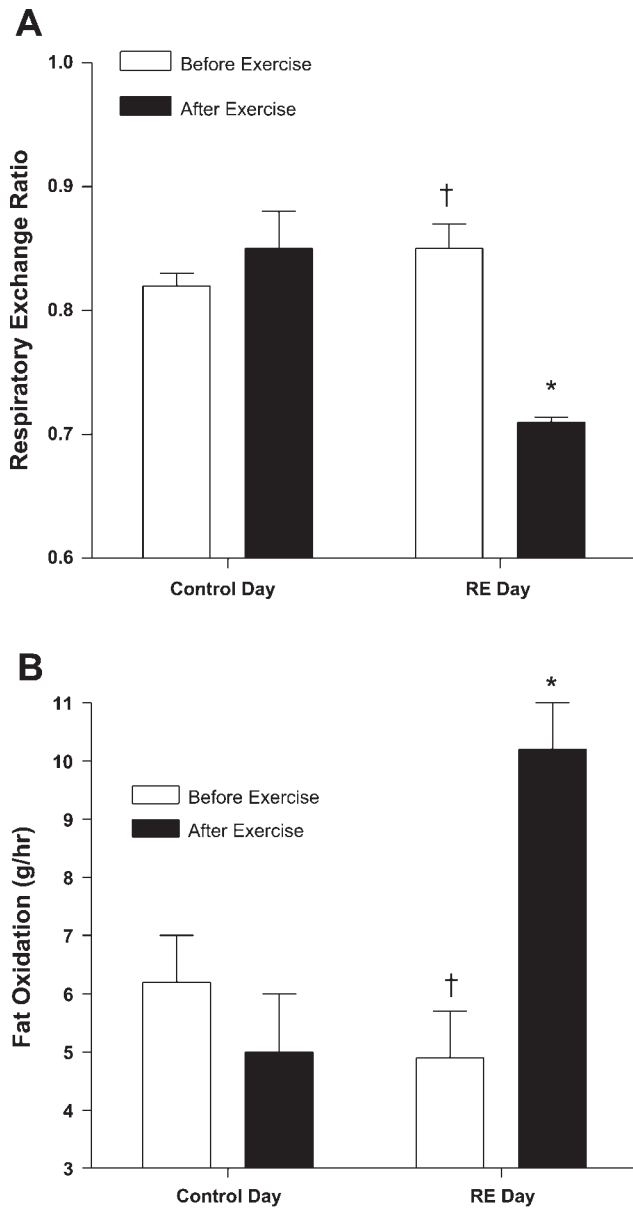 A
1.0
Before Exercise
After Exercise
0.9
†
Respiratory Exchange Ratio
0.8
*
0.7
0.6
Control Day RE Day
B
*
11
10
Before Exercise
9
After Exercise
8
Fat Oxidation (g/hr)
7
†
6
5
4
3
Control Day RE Day